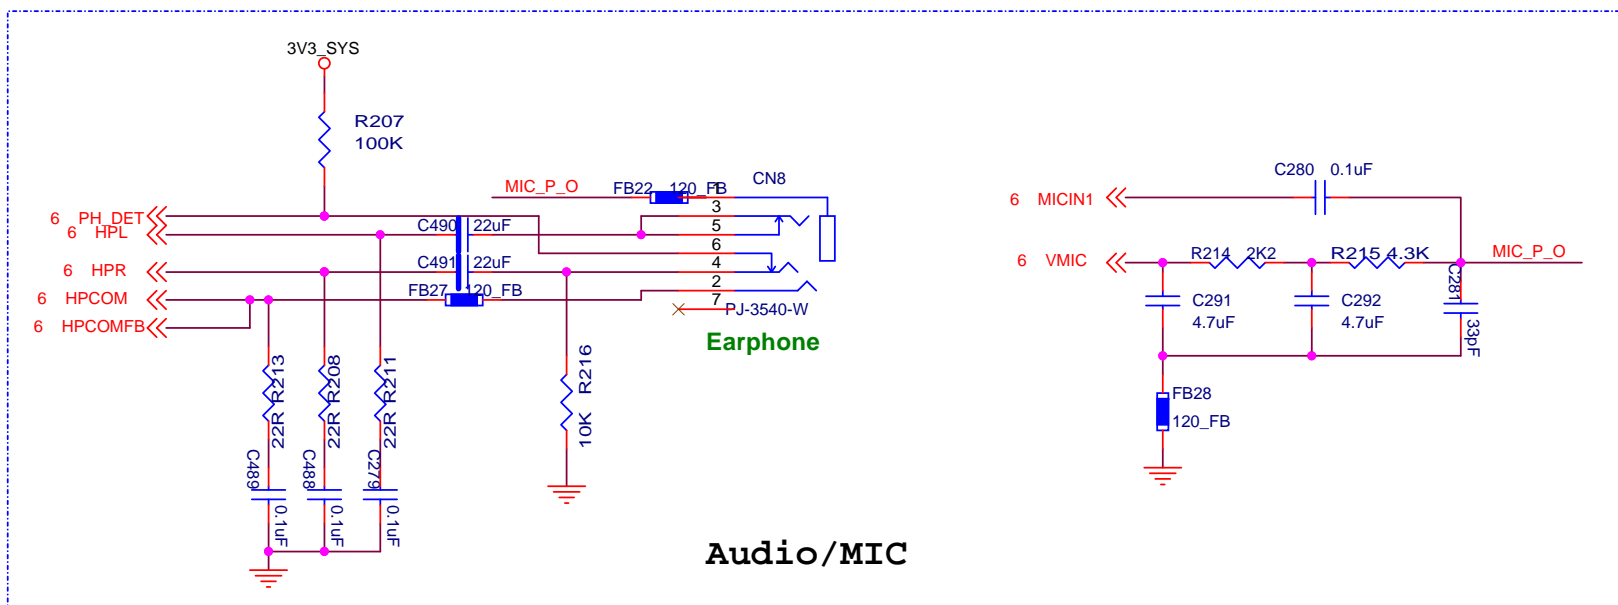 3V3_SYS
R207
100K
MIC_P_O
FB22
120_FB
1
CN8
6 PH_DET
6 HPL
C490
22uF
3
5
6
6 HPR
C491
22uF
4
6 HPCOM
FB27
120_FB
2
7
PJ-3540-W
6 HPCOMFB
Earphone
22R R213
22R R208
22R R211
10K R216
C489
0.1uF
C488
0.1uF
C279
0.1uF
Audio/MIC
C280
0.1uF
6 MICIN1
6 VMIC
R214
2K2
R215
4.3K
MIC_P_O
C291
4.7uF
C292
4.7uF
C281
33pF
FB28
120_FB